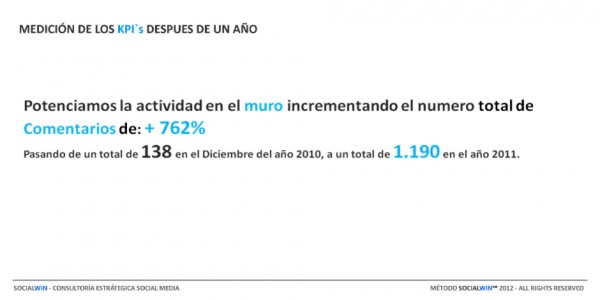 MEDICIÓN DE LOS KPI`s DESPUES DE UN AÑO
Potenciamos la actividad en el muro incrementando el numero total de
Comentarios de: + 762%
Pasando de un total de 138 en el Diciembre del año 2010, a un total de 1.190 en el año 2011.
SOCIALWIN - CONSULTORÍA ESTRÁTEGICA SOCIAL MEDIA
MÉTODO SOCIALWIN™ 2012 - ALL RIGHTS RESERVED